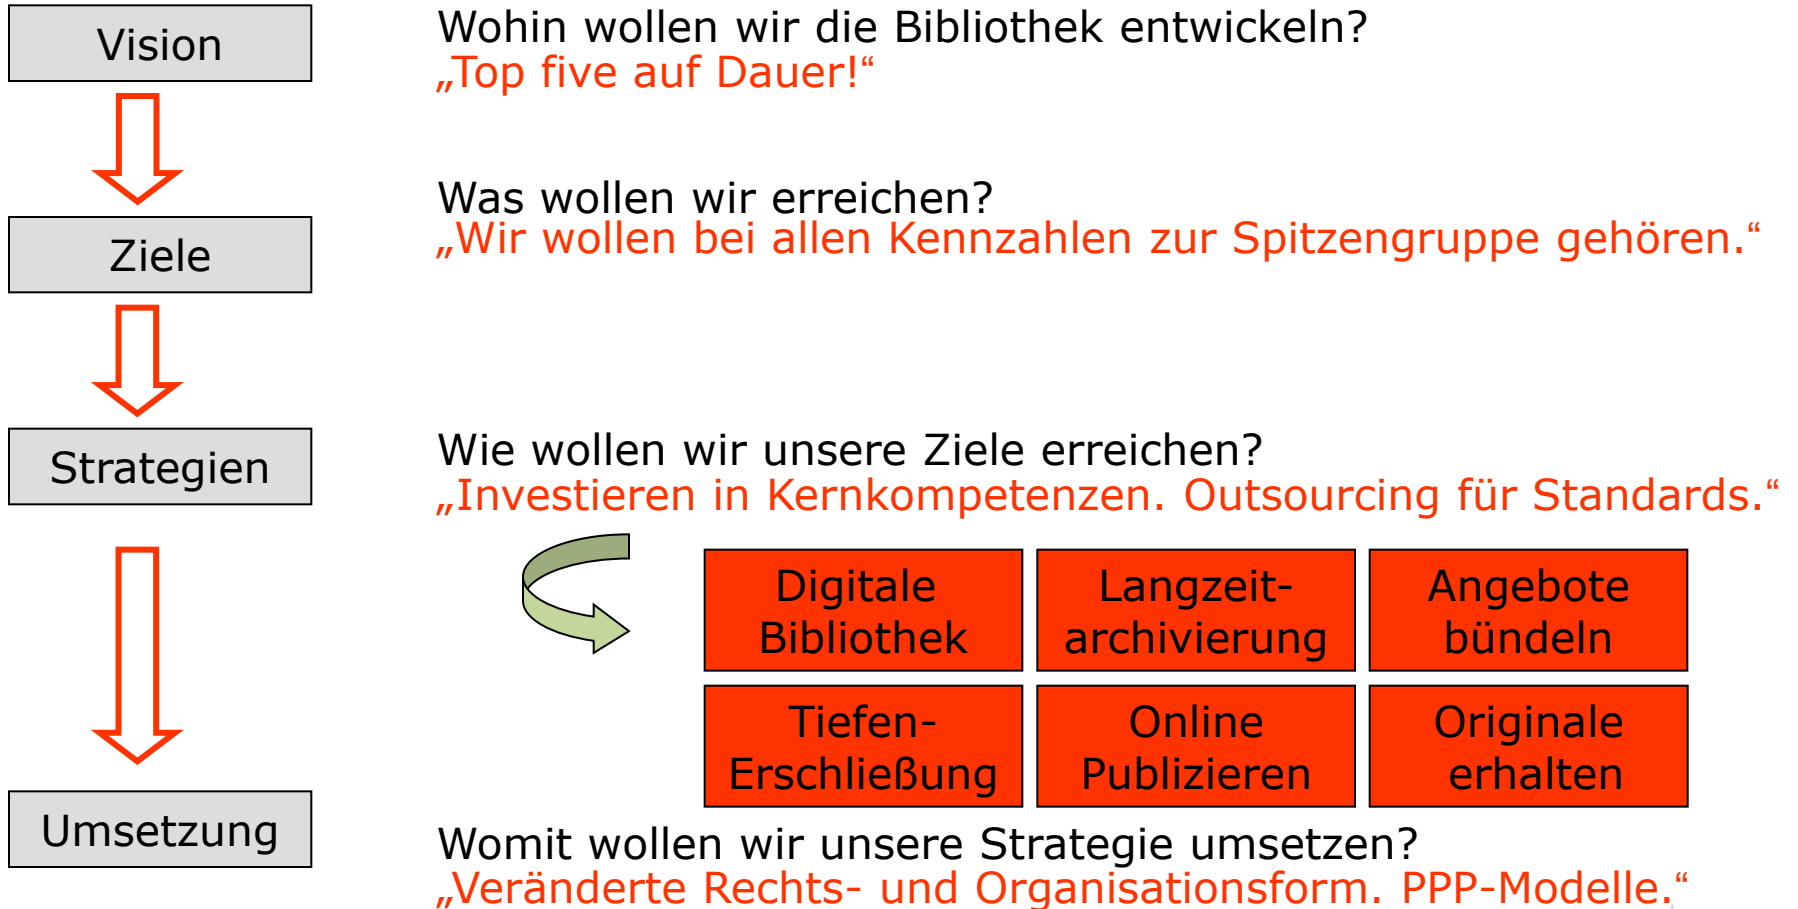 Vision
Wohin wollen wir die Bibliothek entwickeln?
„Top five auf Dauer!“
Ziele
Was wollen wir erreichen?
„Wir wollen bei allen Kennzahlen zur Spitzengruppe gehören.“
Strategien
Wie wollen wir unsere Ziele erreichen?
„Investieren in Kernkompetenzen. Outsourcing für Standards.“
Digitale
Bibliothek
Langzeit-
archivierung
Angebote
bündeln
Tiefen-
Erschließung
Online
Publizieren
Originale
erhalten
Umsetzung
Womit wollen wir unsere Strategie umsetzen?
„Veränderte Rechts- und Organisationsform. PPP-Modelle.“